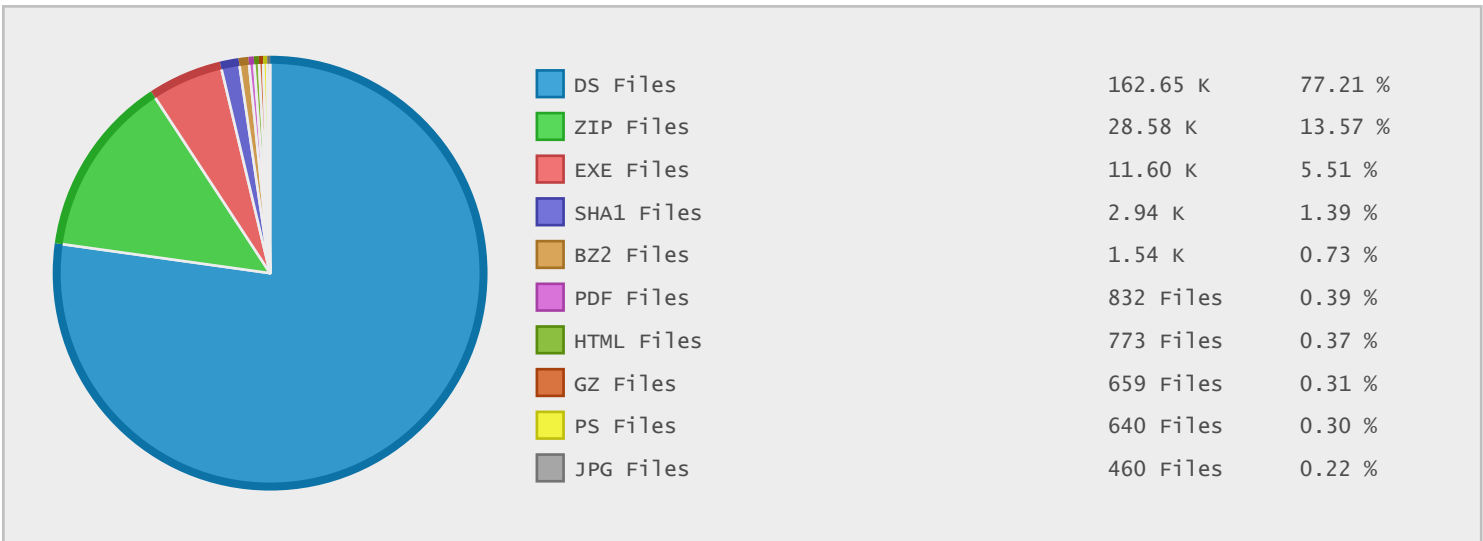 DS Files 162.65 K 77.21 %
ZIP Files 28.58 K 13.57 %
EXE Files 11.60 K 5.51 %
SHA1 Files 2.94 K 1.39 %
BZ2 Files 1.54 K 0.73 %
PDF Files 832 Files 0.39 %
HTML Files 773 Files 0.37 %
GZ Files 659 Files 0.31 %
PS Files 640 Files 0.30 %
JPG Files 460 Files 0.22 %